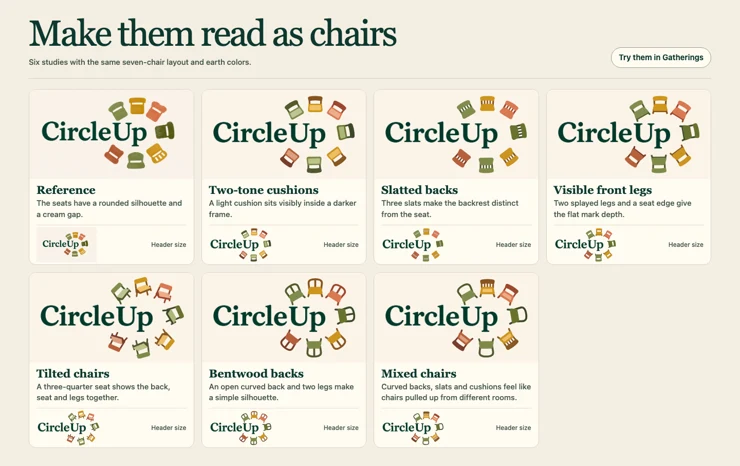 Make them read as chairs
Six studies with the same seven-chair layout and earth colors.
Try them in Gatherings
CircleUp
Reference
The seats have a rounded silhouette and
a cream gap.
CircleUp
Header size
CircleUp
Two-tone cushions
A light cushion sits visibly inside a darker
frame.
CircleUp
Header size
CircleUp
Slatted backs
Three slats make the backrest distinct
from the seat.
CircleUp
Header size
CircleUp
Visible front legs
Two splayed legs and a seat edge give
the flat mark depth.
CircleUp
Header size
CircleUp
Tilted chairs
A three-quarter seat shows the back,
seat and legs together.
CircleUp
Header size
CircleUp
Bentwood backs
An open curved back and two legs make
a simple silhouette.
CircleUp
Header size
CircleUp
Mixed chairs
Curved backs, slats and cushions feel like
chairs pulled up from different rooms.
CircleUp
Header size